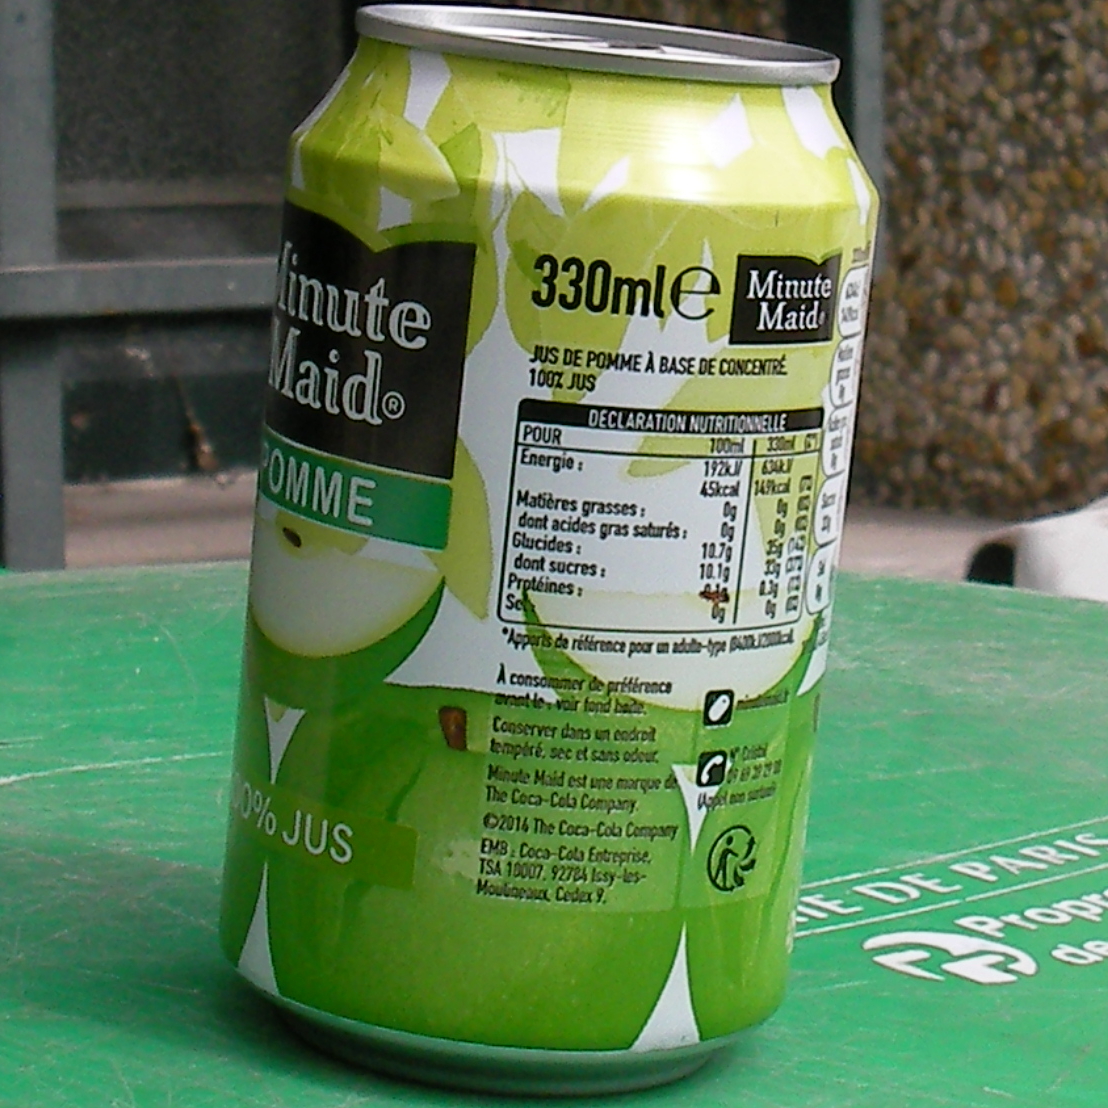 Minute
Maid®
POMME
0% JUS
330ml e
Minute
Maid
JUS DE POMME À BASE DE CONCENTRÉ.
100% JUS
DÉCLARATION NUTRITIONNELLE
POUR 100ml 330ml
Energie : 192kJ/ 634kJ/
45kcal 149kcal
Matières grasses : 0g 0g
dont acides gras saturés : 0g 0g
Glucides : 10.7g 35g
dont sucres : 10.1g 33g
Protéines : 0.3g
Sel 0g 0g
*Apports de référence pour un adulte-type
À consommer de préférence
avant le : voir fond boîte.
Conserver dans un endroit
tempéré, sec et sans odeur.
Minute Maid est une marque de
The Coca-Cola Company.
©2014 The Coca-Cola Company
EMB : Coca-Cola Entreprise,
TSA 10007, 92784 Issy-les-
Moulineaux, Cedex 9.
N° Cristal
(Appel non surtaxé)
DE PARIS
Propr
de